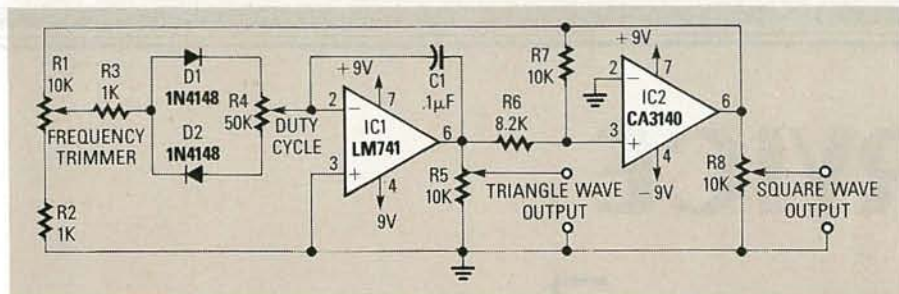 R1
10K
R3
1K
FREQUENCY
TRIMMER
R2
1K
D1
1N4148
D2
1N4148
R4
50K
DUTY
CYCLE
+9V
7
2
−
IC1
LM741
3
+
4
9V
6
C1
.1µF
R5
10K
TRIANGLE WAVE
OUTPUT
R6
8.2K
R7
10K
+9V
7
2
−
IC2
CA3140
3
+
4
−9V
6
R8
10K
SQUARE WAVE
OUTPUT